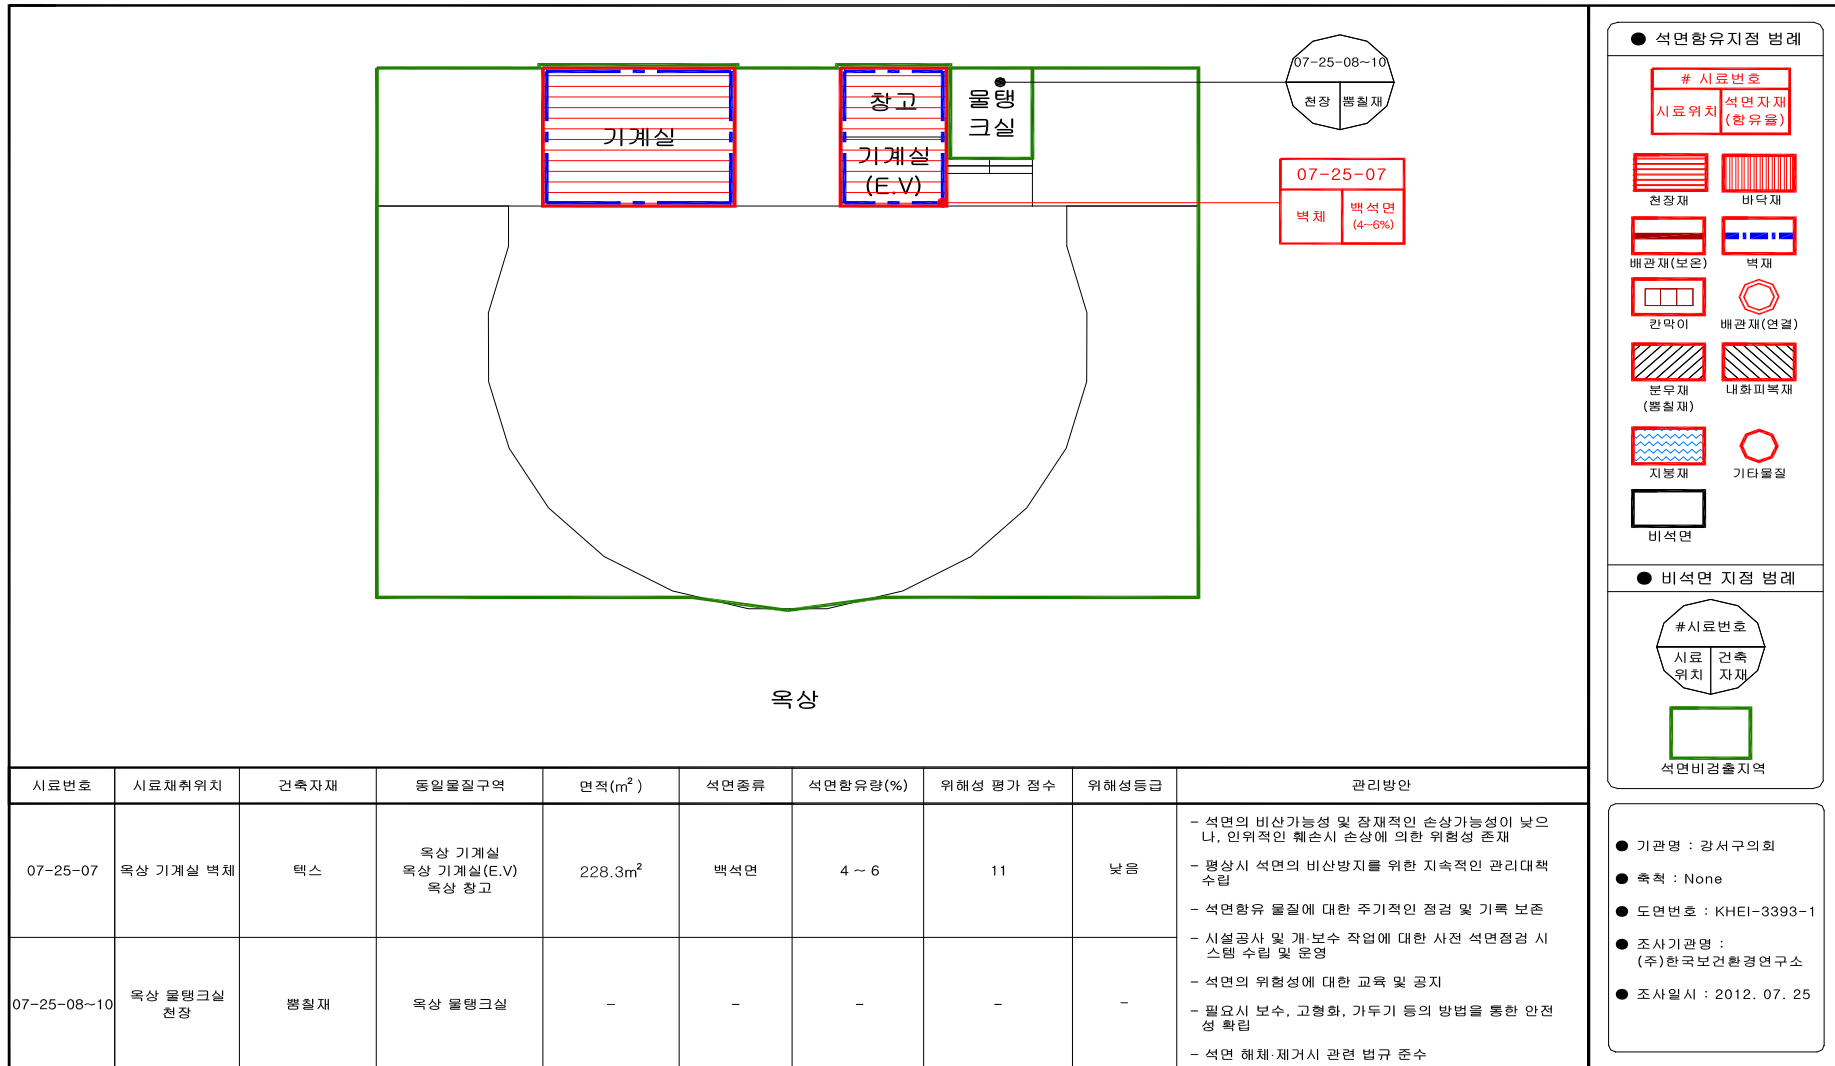 기계실
창고
기계실
(E.V)
물탱
크실
07-25-08~10
천장
뿜칠재
07-25-07
벽체
백석면
(4~6%)
옥상
● 석면함유지점 범례
# 시료번호
시료위치
석면자재
(함유율)
천장재
바닥재
배관재(보온)
벽재
칸막이
배관재(연결)
분무재
(뿜칠재)
내화피복재
지붕재
기타물질
비석면
● 비석면 지점 범례
#시료번호
시료
위치
건축
자재
석면비검출지역
● 기관명 : 강서구의회
● 축척 : None
● 도면번호 : KHEI-3393-1
● 조사기관명 :
(주)한국보건환경연구소
● 조사일시 : 2012. 07. 25
시료번호 시료채취위치 건축자재 동일물질구역 면적(m²) 석면종류 석면함유량(%) 위해성 평가 점수 위해성등급 관리방안
07-25-07 옥상 기계실 벽체 텍스
옥상 기계실
옥상 기계실(E.V)
옥상 창고
228.3m² 백석면 4 ~ 6 11 낮음
07-25-08~10
옥상 물탱크실
천장
뿜칠재 옥상 물탱크실 - - - - -
- 석면의 비산가능성 및 잠재적인 손상가능성이 낮으
나, 인위적인 훼손시 손상에 의한 위험성 존재
- 평상시 석면의 비산방지를 위한 지속적인 관리대책
수립
- 석면함유 물질에 대한 주기적인 점검 및 기록 보존
- 시설공사 및 개·보수 작업에 대한 사전 석면점검 시
스템 수립 및 운영
- 석면의 위험성에 대한 교육 및 공지
- 필요시 보수, 고형화, 가두기 등의 방법을 통한 안전
성 확립
- 석면 해체·제거시 관련 법규 준수